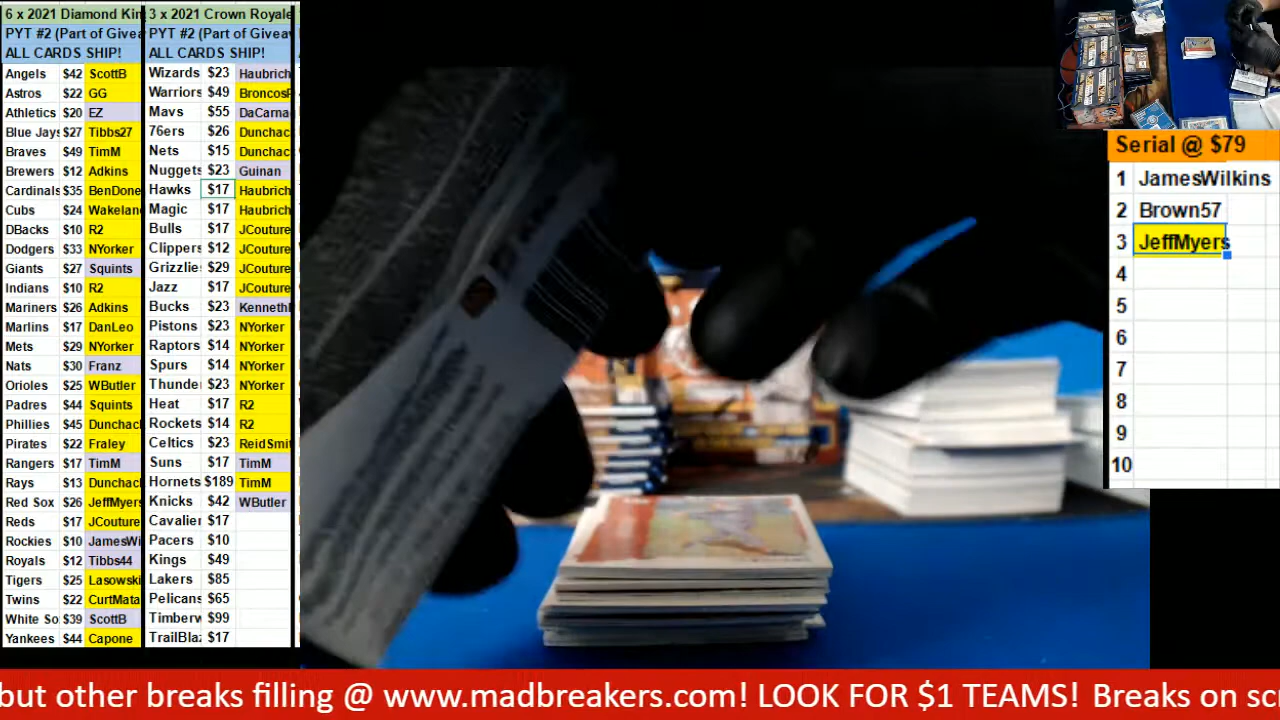 6 x 2021 Diamond Kin
PYT #2 (Part of Giveav
ALL CARDS SHIP!
Angels $42 ScottB
Astros $22 GG
Athletics $20 EZ
Blue Jays $27 Tibbs27
Braves $49 TimM
Brewers $12 Adkins
Cardinals $35 BenDone
Cubs $24 Wakelan
DBacks $10 R2
Dodgers $33 NYorker
Giants $27 Squints
Indians $10 R2
Mariners $26 Adkins
Marlins $17 DanLeo
Mets $29 NYorker
Nats $30 Franz
Orioles $25 WButler
Padres $44 Squints
Phillies $45 Dunchac
Pirates $22 Fraley
Rangers $17 TimM
Rays $13 Dunchac
Red Sox $26 JeffMyers
Reds $17 JCouture
Rockies $10 JamesWi
Royals $12 Tibbs44
Tigers $25 Lasowski
Twins $22 CurtMata
White So $39 ScottB
Yankees $44 Capone
3 x 2021 Crown Royale
PYT #2 (Part of Giveav
ALL CARDS SHIP!
Wizards $23 Haubrich
Warriors $49 BroncosF
Mavs $55 DaCarna
76ers $26 Dunchac
Nets $15 Dunchac
Nuggets $23 Guinan
Hawks $17 Haubrich
Magic $17 Haubrich
Bulls $17 JCouture
Clippers $12 JCouture
Grizzlie $29 JCouture
Jazz $17 JCouture
Bucks $23 Kennethl
Pistons $23 NYorker
Raptors $14 NYorker
Spurs $14 NYorker
Thunde $23 NYorker
Heat $17 R2
Rockets $14 R2
Celtics $23 ReidSmit
Suns $17 TimM
Hornets $189 TimM
Knicks $42 WButler
Cavalier $17
Pacers $10
Kings $49
Lakers $85
Pelicans $65
Timberw $99
TrailBlaz $17
Serial @ $79
1 JamesWilkins
2 Brown57
3 JeffMyers
4
5
6
7
8
9
10
but other breaks filling @ www.madbreakers.com! LOOK FOR $1 TEAMS! Breaks on scr